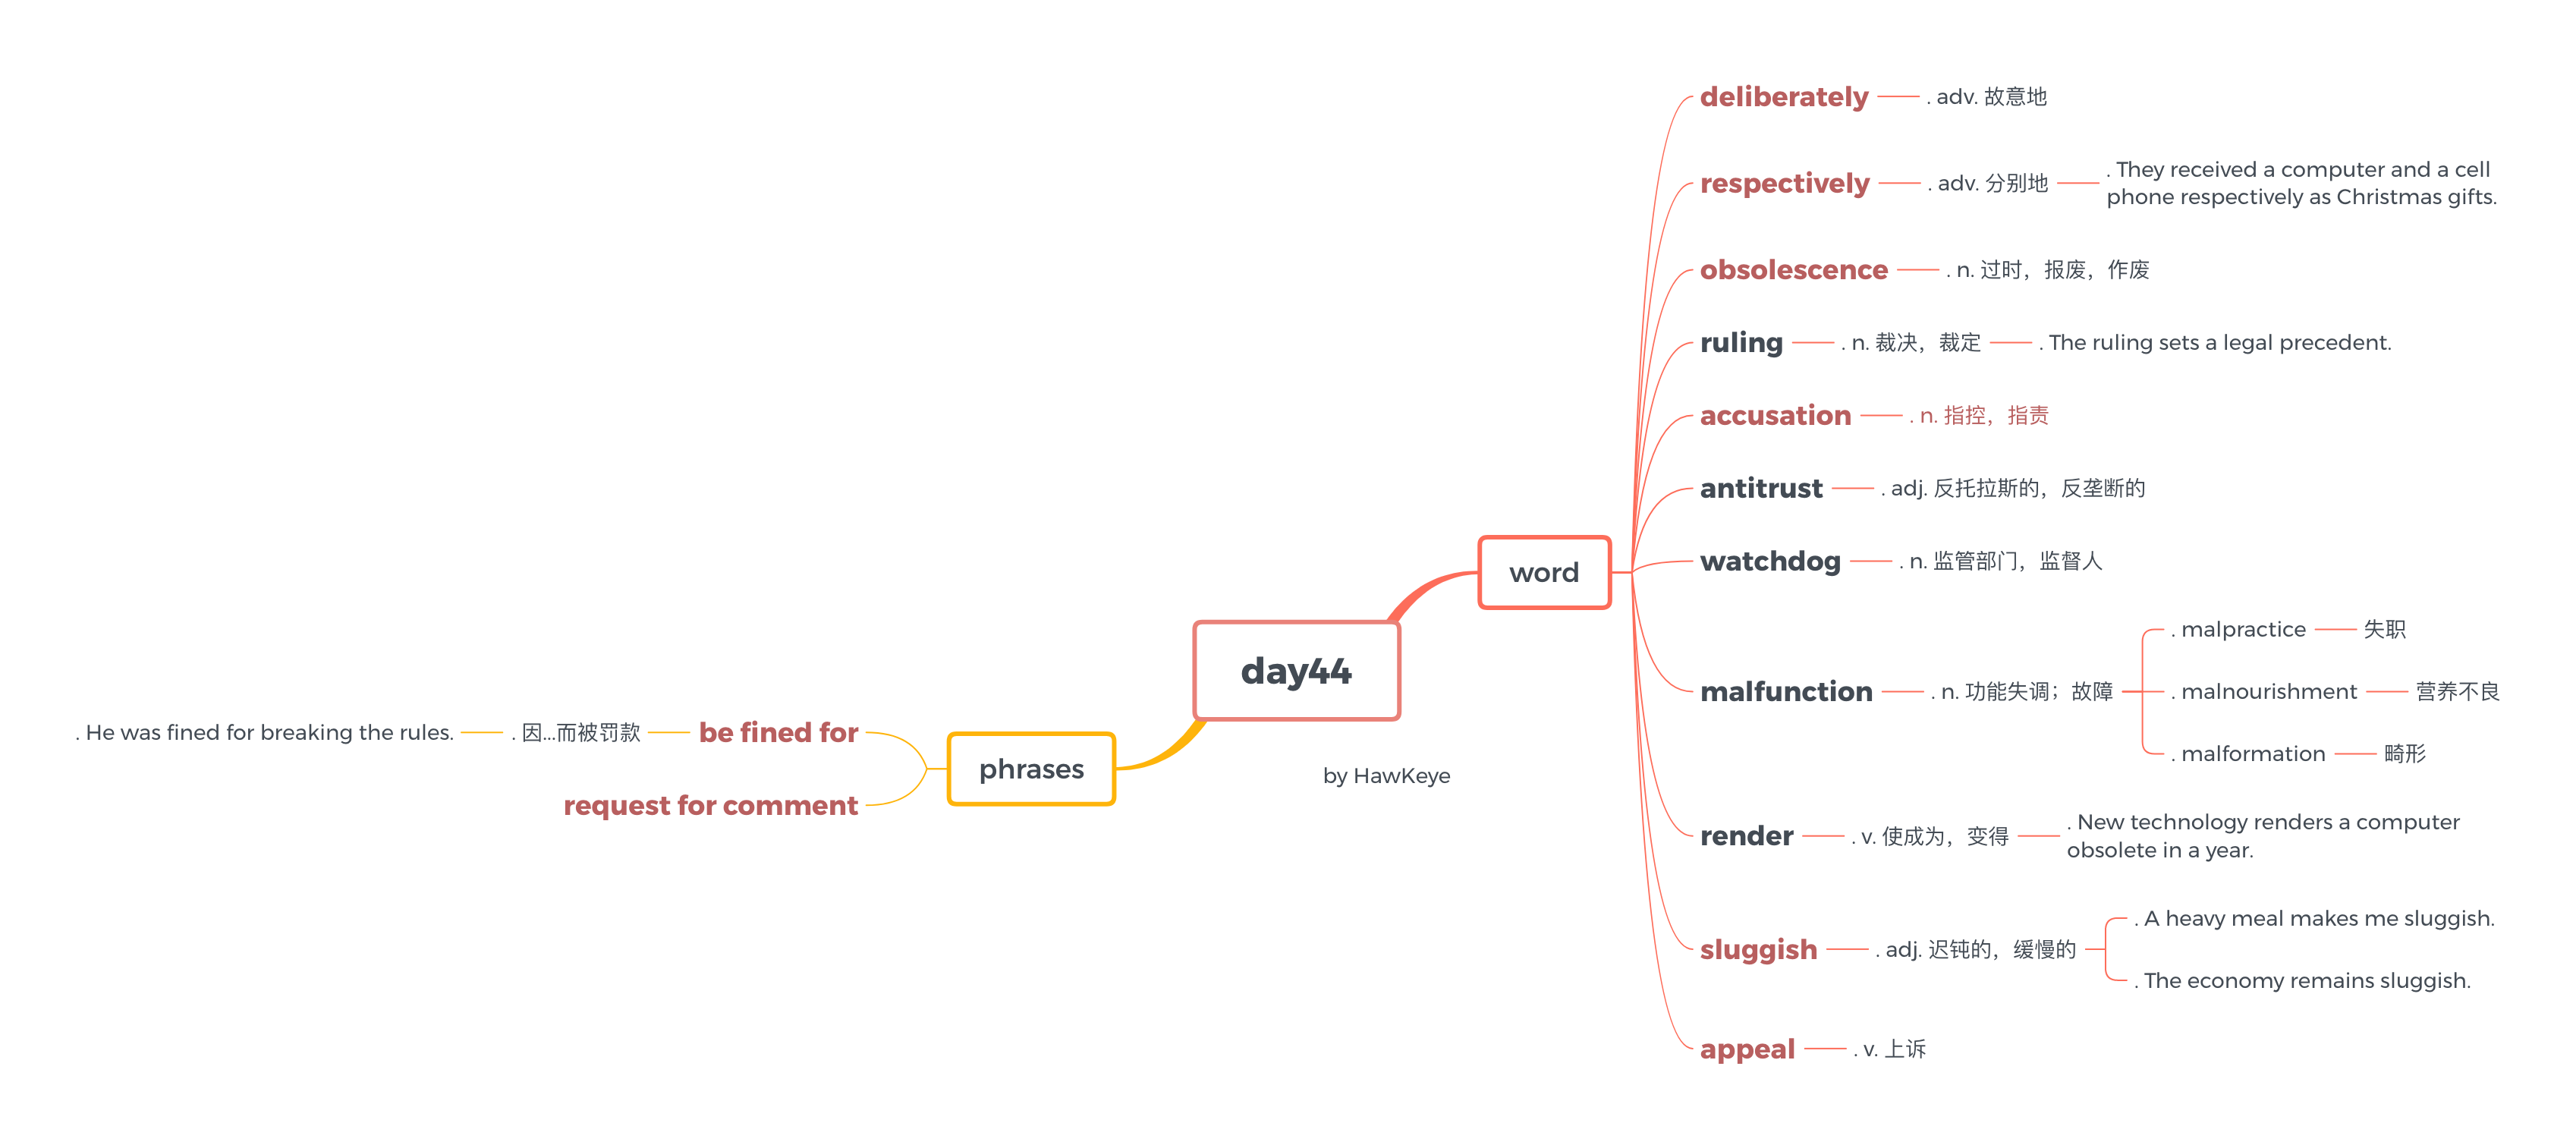 day44
by HawKeye
word
deliberately
. adv. 故意地
respectively
. adv. 分别地
. They received a computer and a cell
phone respectively as Christmas gifts.
obsolescence
. n. 过时，报废，作废
ruling
. n. 裁决，裁定
. The ruling sets a legal precedent.
accusation
. n. 指控，指责
antitrust
. adj. 反托拉斯的，反垄断的
watchdog
. n. 监管部门，监督人
malfunction
. n. 功能失调；故障
. malpractice
失职
. malnourishment
营养不良
. malformation
畸形
render
. v. 使成为，变得
. New technology renders a computer
obsolete in a year.
sluggish
. adj. 迟钝的，缓慢的
. A heavy meal makes me sluggish.
. The economy remains sluggish.
appeal
. v. 上诉
phrases
be fined for
. 因...而被罚款
. He was fined for breaking the rules.
request for comment